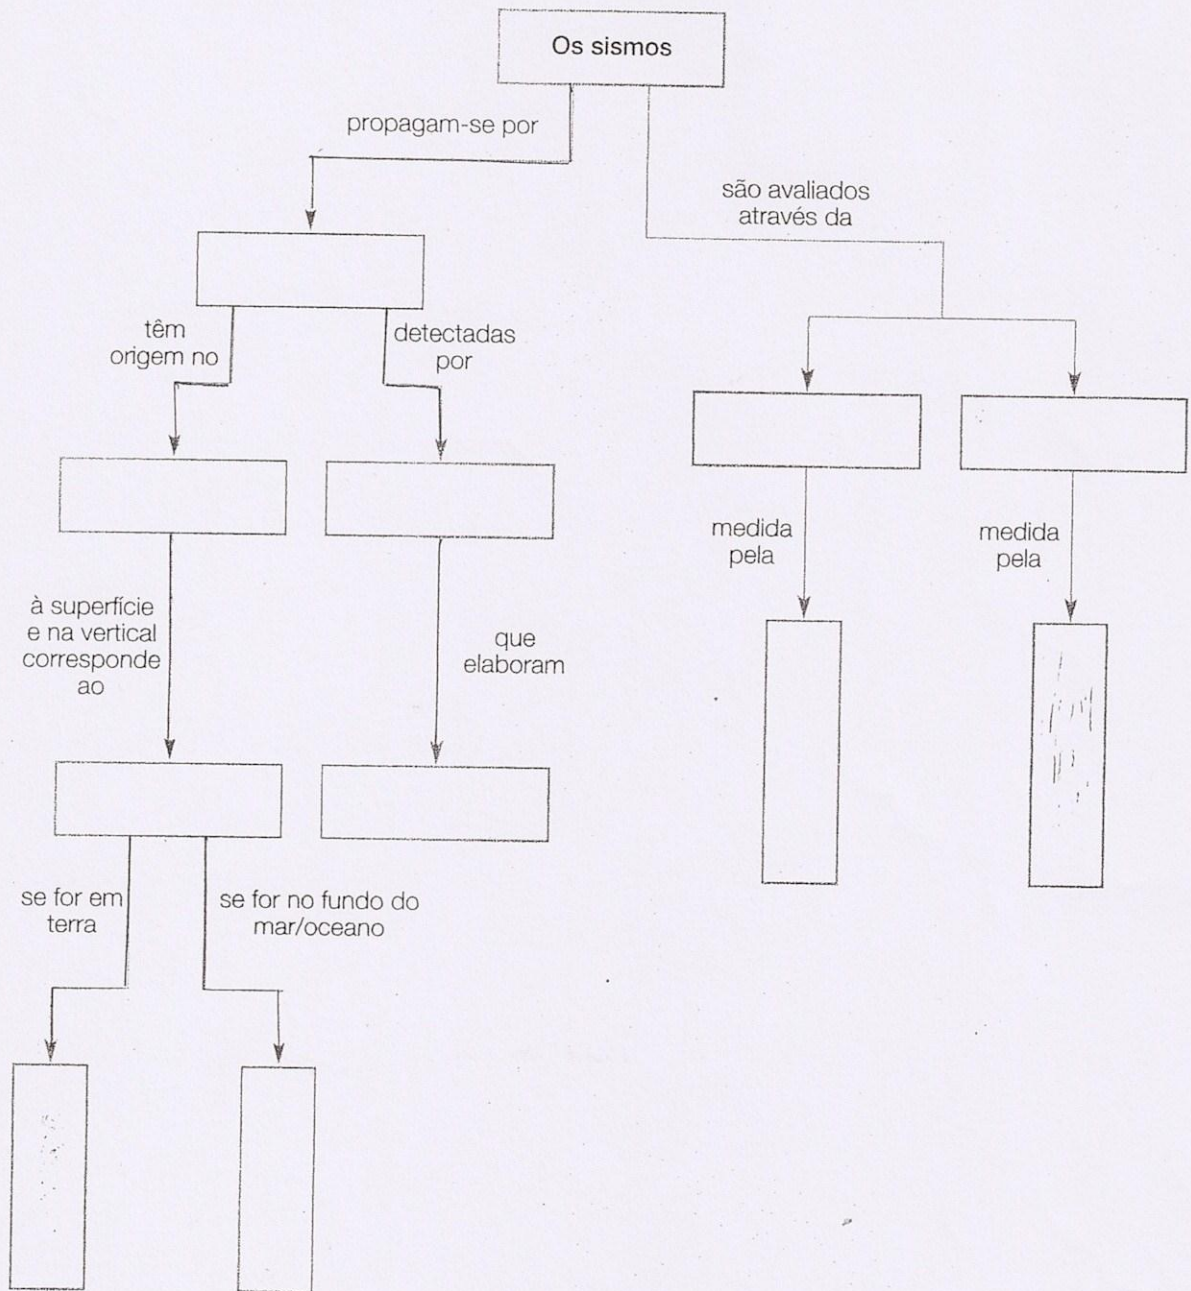 Os sismos
propagam-se por
são avaliados
através da
têm
origem no
detectadas
por
medida
pela
medida
pela
à superfície
e na vertical
corresponde
ao
que
elaboram
se for em
terra
se for no fundo do
mar/oceano